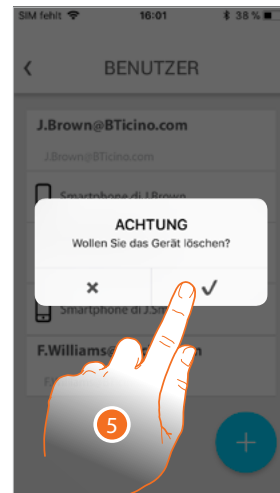 SIM fehlt 16:01 38 %
BENUTZER
J.Brown@BTicino.com
J.Brown@BTicino.com
Smartphone di J.Brown
ACHTUNG
Wollen Sie das Gerät löschen?
Smartphone di J.Sm
F.Williams@
5